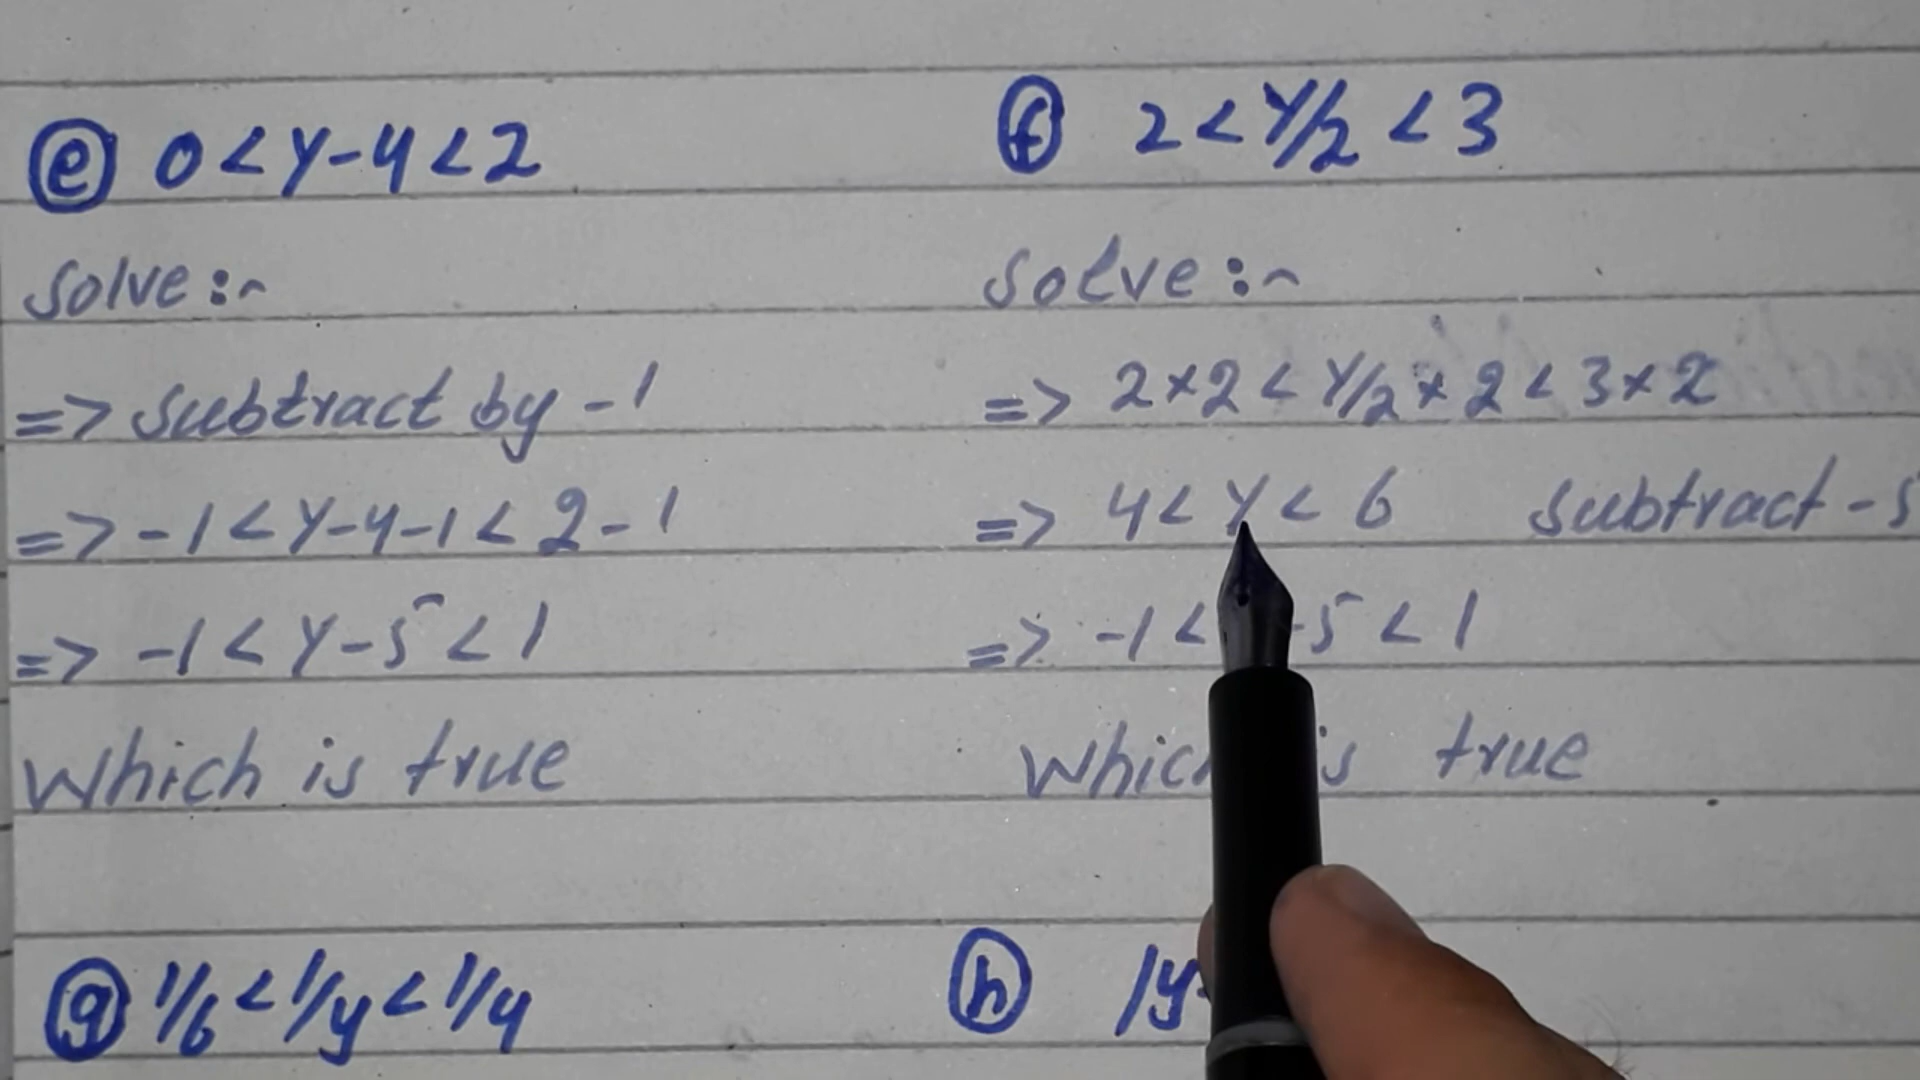 ⓔ 0 < y-4 < 2
Solve :~
=> Subtract by -1
=> -1 < y-4-1 < 2-1
=> -1 < y-5 < 1
Which is true
ⓕ 2 < y/2 < 3
Solve :~
=> 2×2 < y/2 × 2 < 3×2
=> 4 < y < 6 Subtract -5
=> -1 < -5 < 1
is true
ⓖ 1/6 < 1/y < 1/4
ⓗ |y